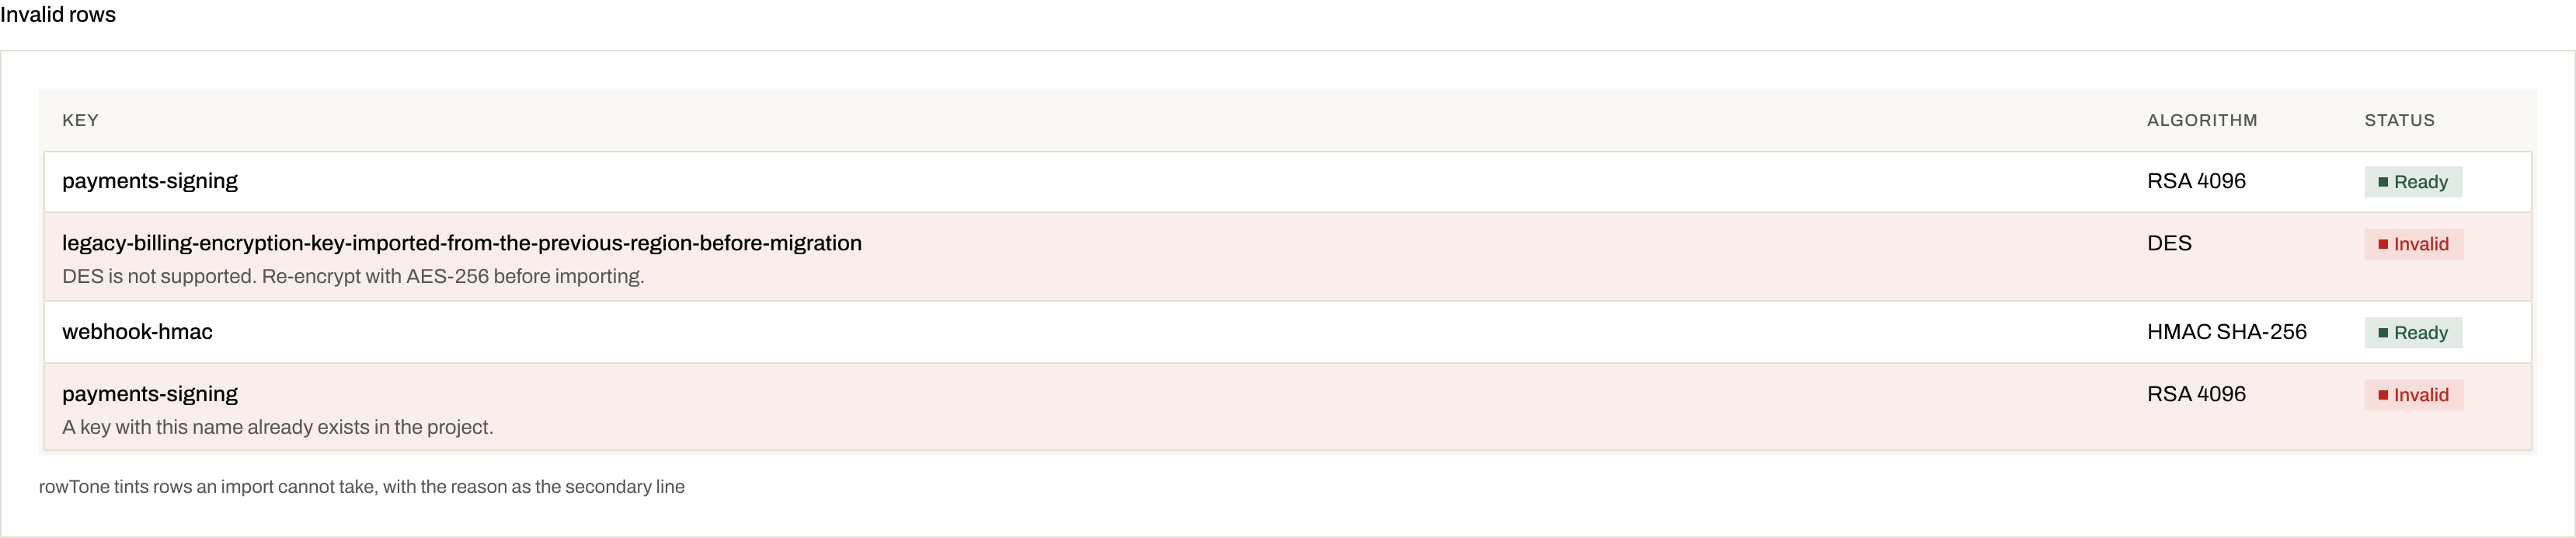 Invalid rows
KEY ALGORITHM STATUS
payments-signing RSA 4096 Ready
legacy-billing-encryption-key-imported-from-the-previous-region-before-migration DES Invalid
DES is not supported. Re-encrypt with AES-256 before importing.
webhook-hmac HMAC SHA-256 Ready
payments-signing RSA 4096 Invalid
A key with this name already exists in the project.
rowTone tints rows an import cannot take, with the reason as the secondary line